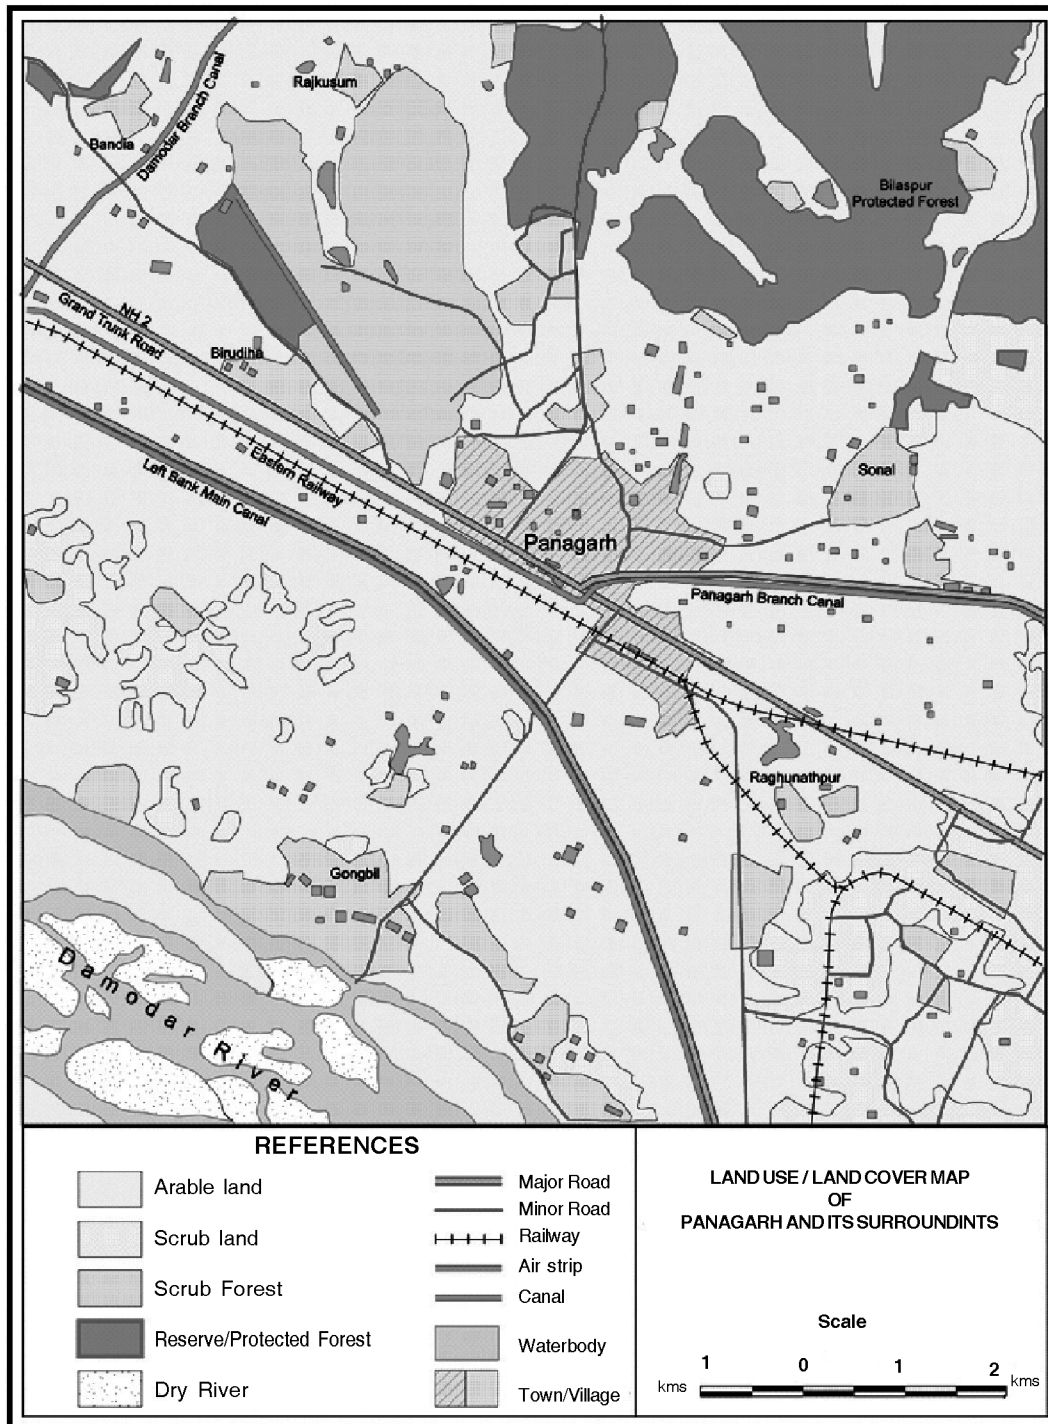 Rajkusum
Damodar Branch Canal
Bandia
Bilaspur
Protected Forest
NH 2
Grand Trunk Road
Birudiha
Eastern Railway
Left Bank Main Canal
Sonai
Panagarh
Panagarh Branch Canal
Raghunathpur
Gongbil
Damodar River
REFERENCES
Arable land
Scrub land
Scrub Forest
Reserve/Protected Forest
Dry River
Major Road
Minor Road
Railway
Air strip
Canal
Waterbody
Town/Village
LAND USE / LAND COVER MAP
OF
PANAGARH AND ITS SURROUNDINTS
Scale
1 0 1 2
kms kms